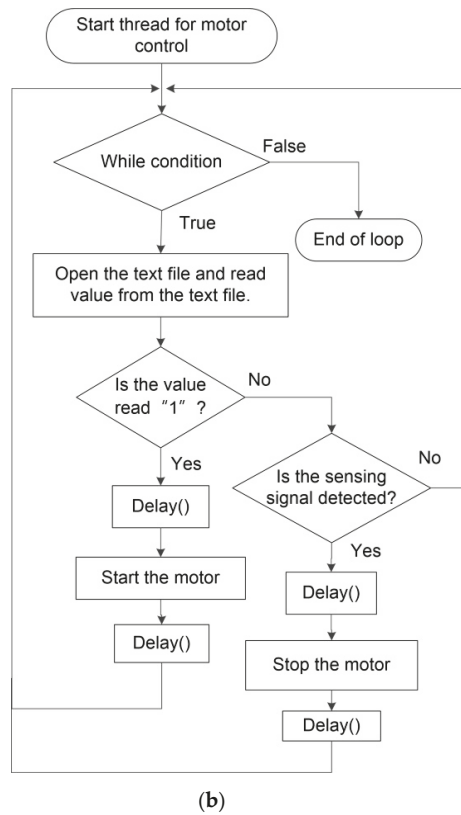 Start thread for motor
control
While condition
False
True
End of loop
Open the text file and read
value from the text file.
Is the value
read “1” ?
No
Yes
Is the sensing
signal detected?
No
Delay()
Yes
Start the motor
Delay()
Delay()
Stop the motor
Delay()
(b)